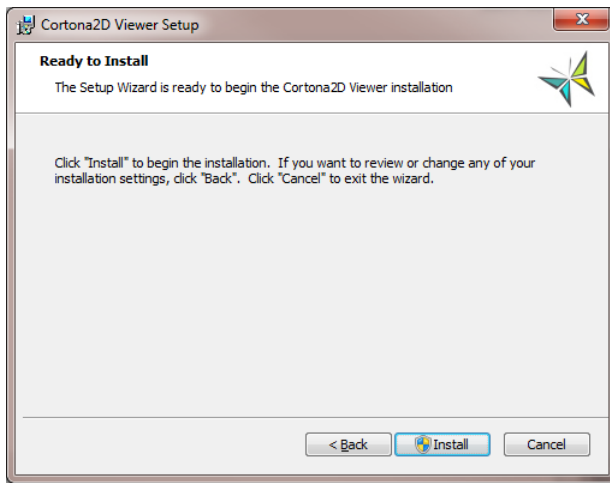 Cortona2D Viewer Setup
Ready to Install
The Setup Wizard is ready to begin the Cortona2D Viewer installation
Click "Install" to begin the installation. If you want to review or change any of your
installation settings, click "Back". Click "Cancel" to exit the wizard.
< Back Install Cancel